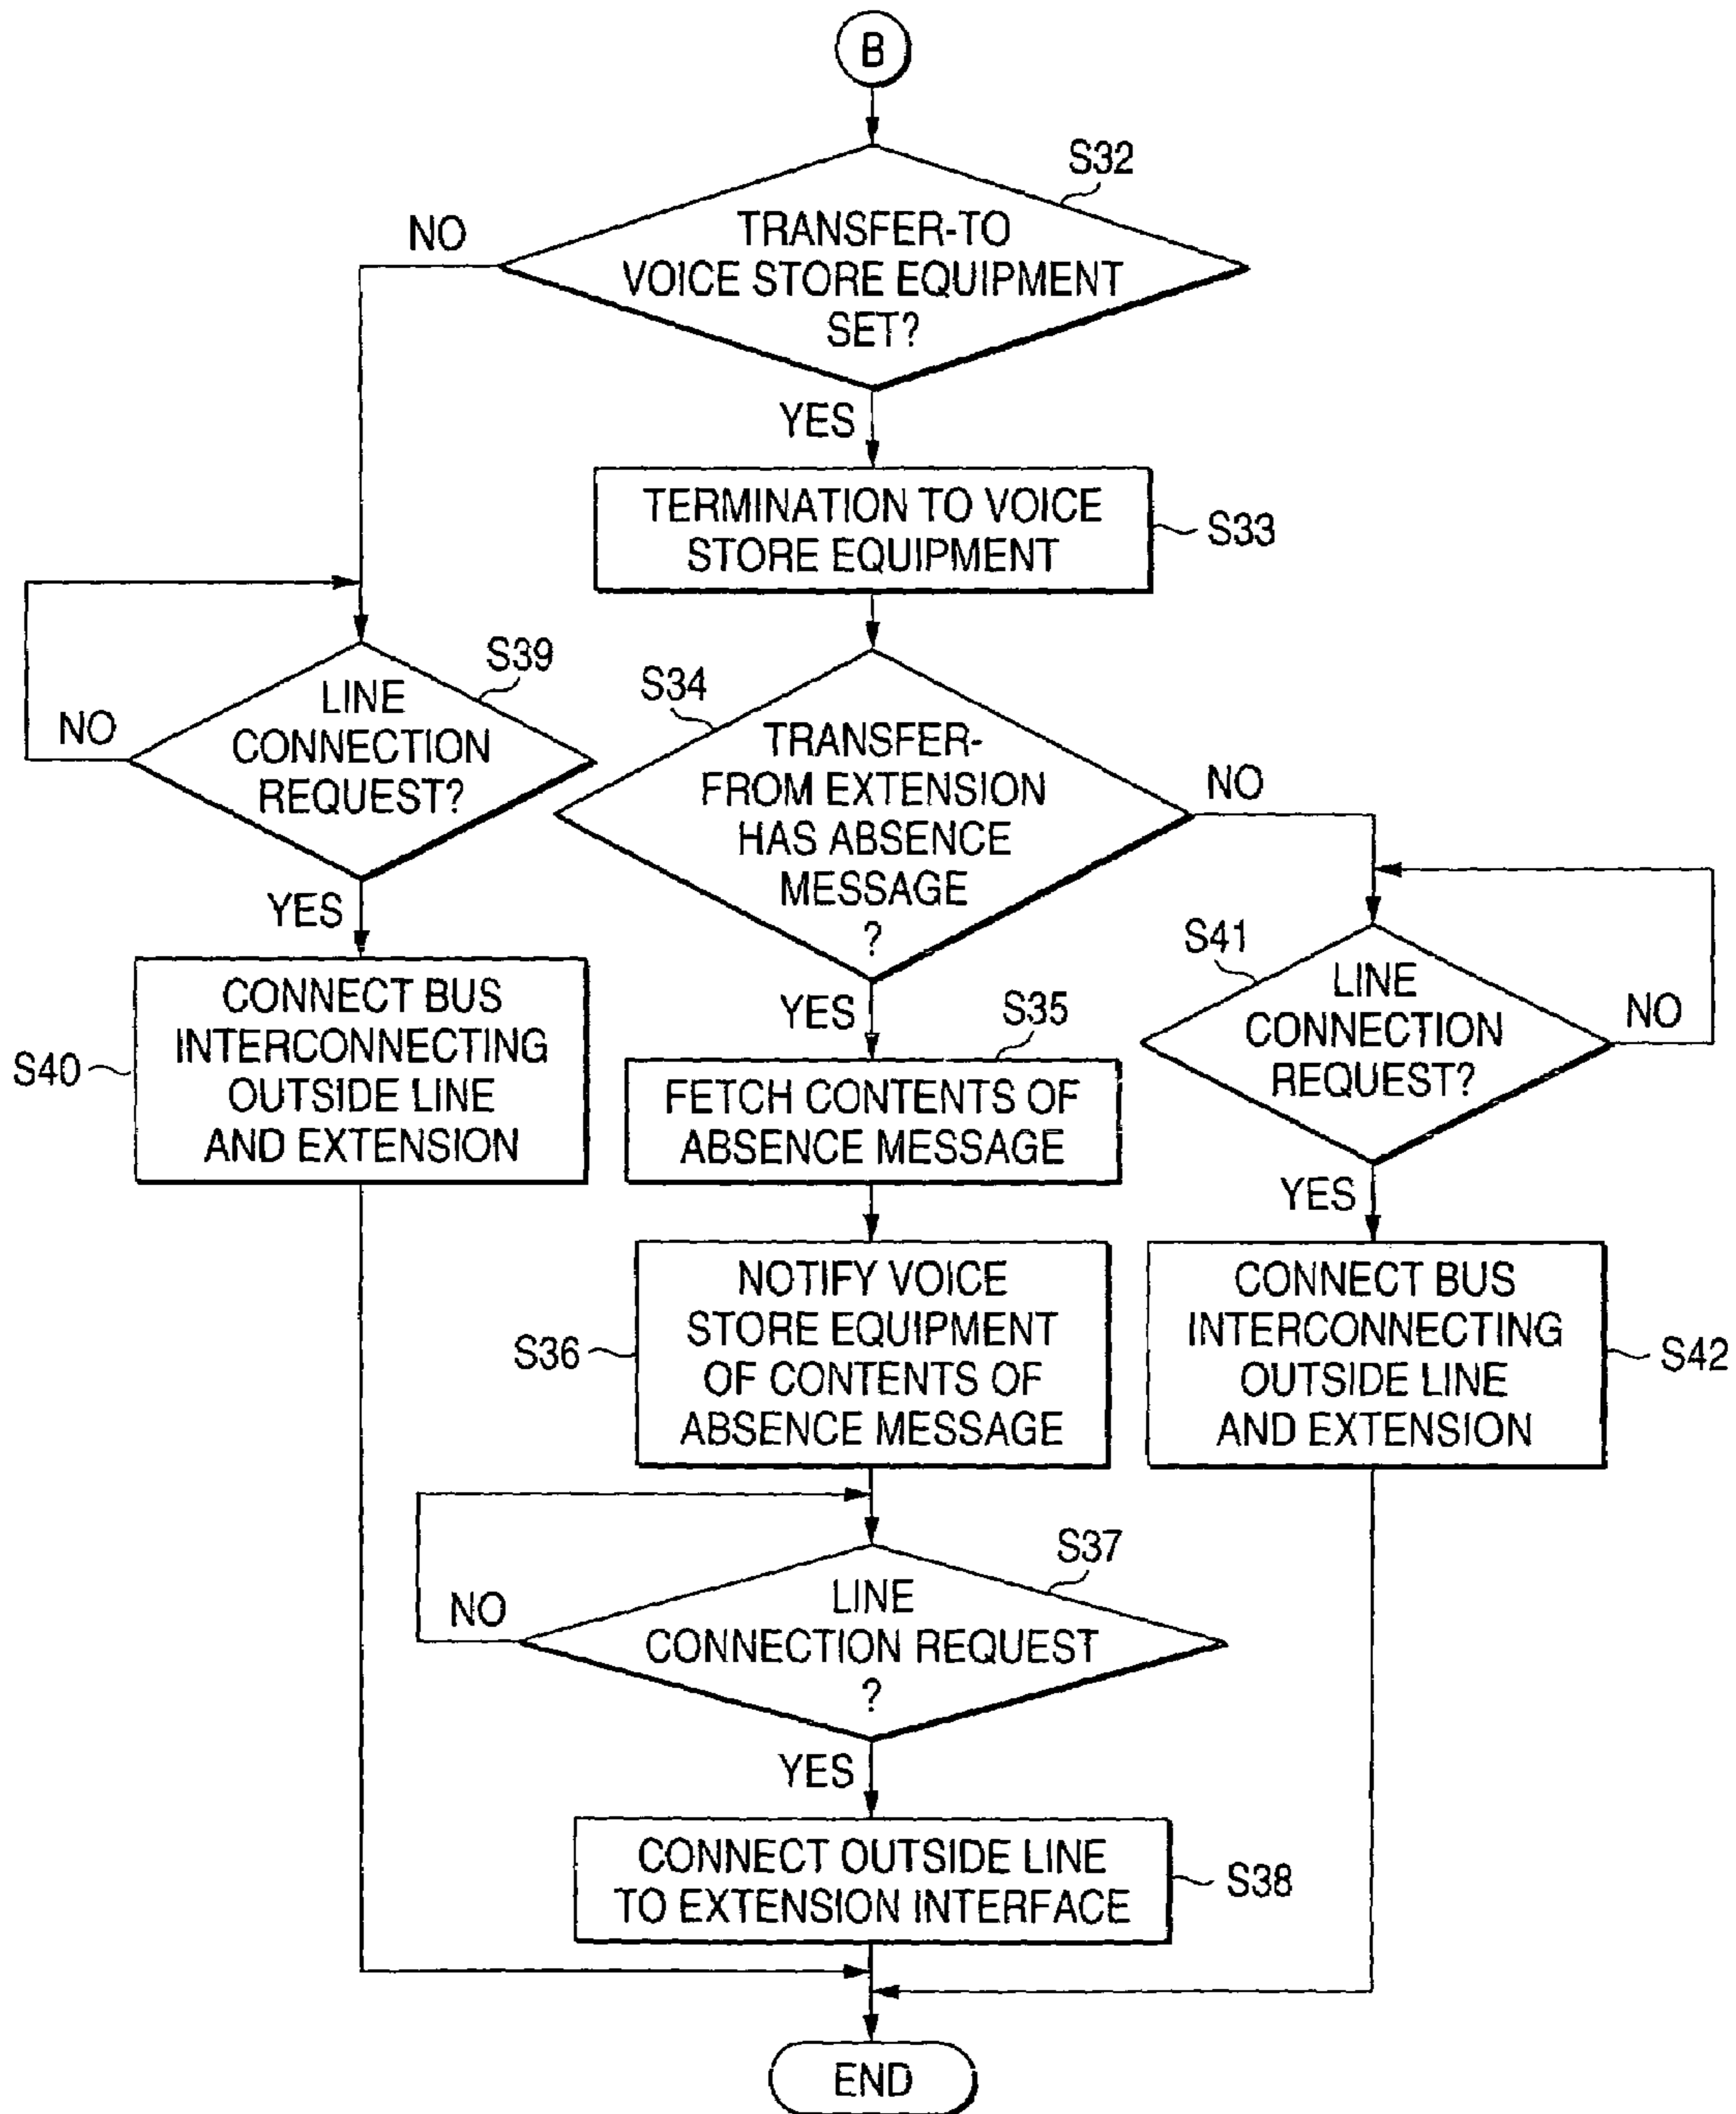 B
S32
TRANSFER-TO
VOICE STORE EQUIPMENT
SET?
NO
YES
TERMINATION TO VOICE
STORE EQUIPMENT
S33
S39
LINE
CONNECTION
REQUEST?
NO
YES
S34
TRANSFER-
FROM EXTENSION
HAS ABSENCE
MESSAGE
?
NO
YES
S40
CONNECT BUS
INTERCONNECTING
OUTSIDE LINE
AND EXTENSION
S35
FETCH CONTENTS OF
ABSENCE MESSAGE
S41
LINE
CONNECTION
REQUEST?
NO
YES
S36
NOTIFY VOICE
STORE EQUIPMENT
OF CONTENTS OF
ABSENCE MESSAGE
CONNECT BUS
INTERCONNECTING
OUTSIDE LINE
AND EXTENSION
S42
S37
LINE
CONNECTION REQUEST
?
NO
YES
CONNECT OUTSIDE LINE
TO EXTENSION INTERFACE
S38
END